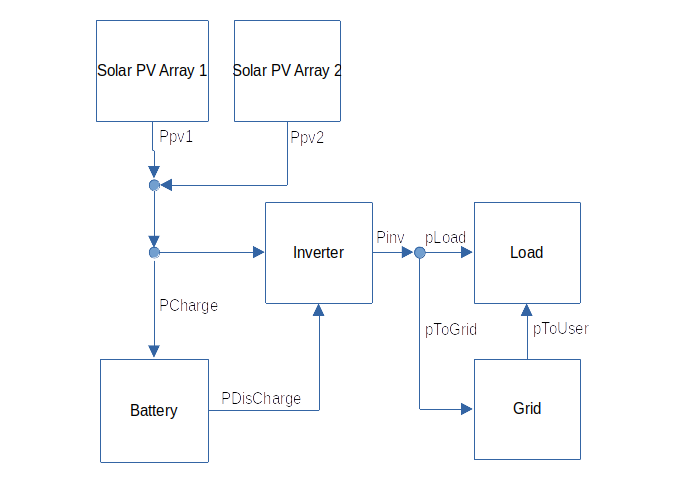 Solar PV Array 1
Solar PV Array 2
Ppv1
Ppv2
Inverter
Pinv
pLoad
Load
PCharge
pToGrid
pToUser
Battery
PDisCharge
Grid